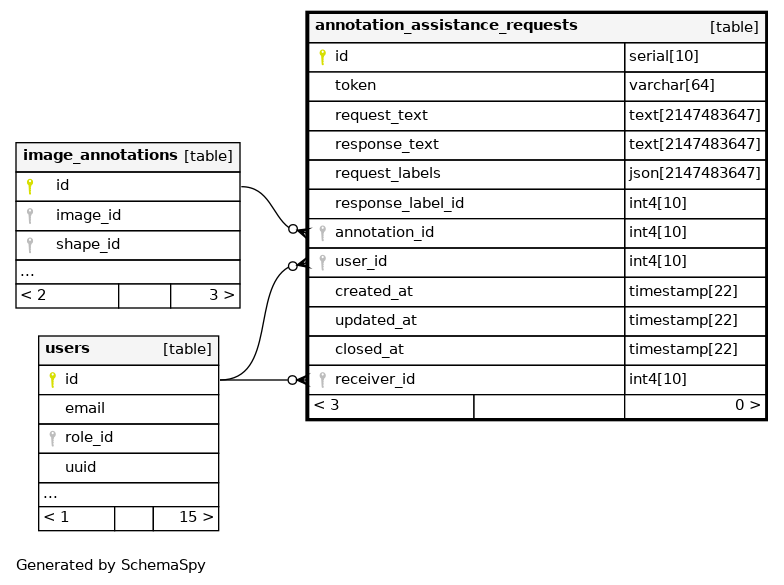 annotation_assistance_requests [table]
id serial[10]
token varchar[64]
request_text text[2147483647]
response_text text[2147483647]
request_labels json[2147483647]
response_label_id int4[10]
annotation_id int4[10]
user_id int4[10]
created_at timestamp[22]
updated_at timestamp[22]
closed_at timestamp[22]
receiver_id int4[10]
< 3 0 >
image_annotations [table]
id
image_id
shape_id
...
< 2 3 >
users [table]
id
email
role_id
uuid
...
< 1 15 >
Generated by SchemaSpy